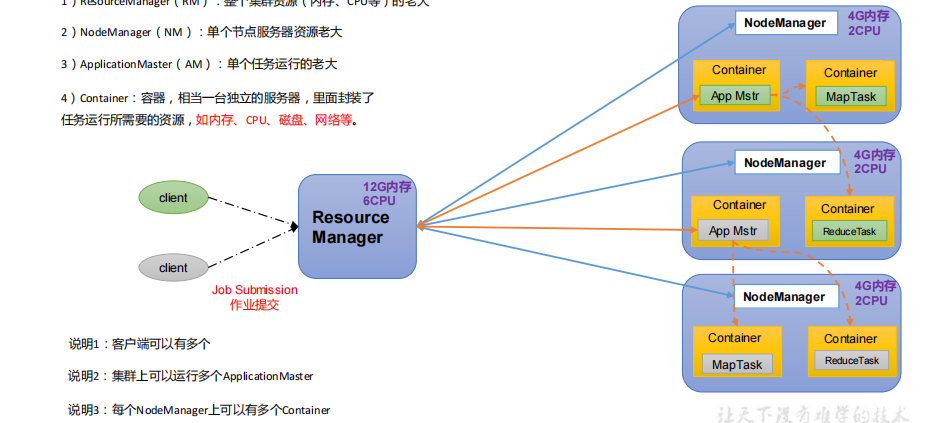 1）ResourceManager（RM）：整个集群资源（内存、CPU等）的老大
2）NodeManager（NM）：单个节点服务器资源老大
3）ApplicationMaster（AM）：单个任务运行的老大
4）Container：容器，相当一台独立的服务器，里面封装了
任务运行所需要的资源，如内存、CPU、磁盘、网络等。
NodeManager
4G内存
2CPU
Container
App Mstr
Container
MapTask
NodeManager
4G内存
2CPU
Container
App Mstr
Container
ReduceTask
client
client
12G内存
6CPU
Resource
Manager
Job Submission
作业提交
NodeManager
4G内存
2CPU
Container
MapTask
Container
ReduceTask
说明1：客户端可以有多个
说明2：集群上可以运行多个ApplicationMaster
说明3：每个NodeManager上可以有多个Container
让天下没有难学的技术